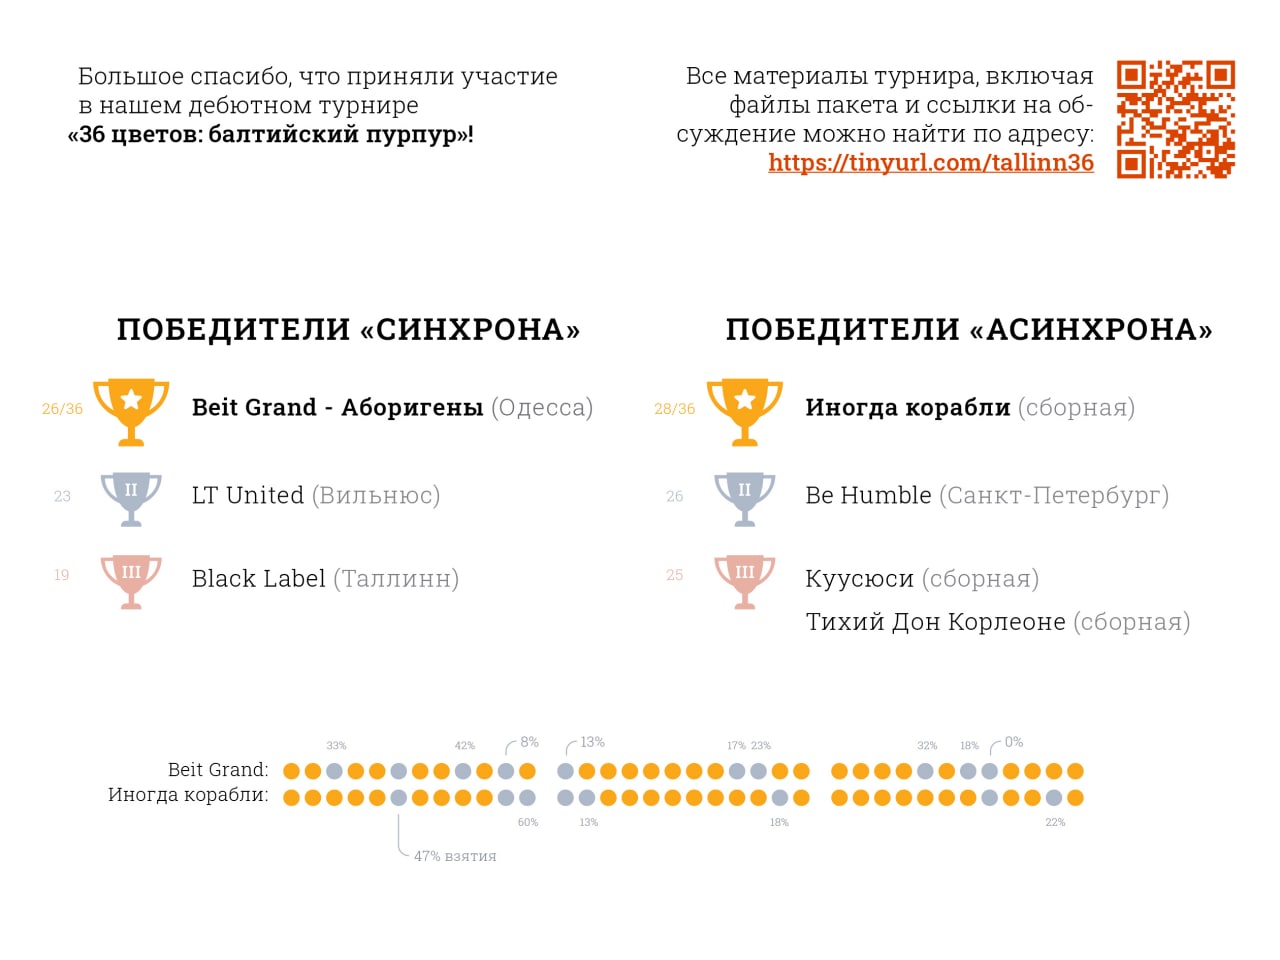 Большое спасибо, что приняли участие
в нашем дебютном турнире
«36 цветов: балтийский пурпур»!
Все материалы турнира, включая
файлы пакета и ссылки на об-
суждение можно найти по адресу:
https://tinyurl.com/tallinn36
ПОБЕДИТЕЛИ «СИНХРОНА»
26/36 Beit Grand - Аборигены (Одесса)
23 II LT United (Вильнюс)
19 III Black Label (Таллинн)
ПОБЕДИТЕЛИ «АСИНХРОНА»
28/36 Иногда корабли (сборная)
26 II Be Humble (Санкт-Петербург)
25 III Куусюси (сборная)
Тихий Дон Корлеоне (сборная)
33% 42% 8% 13% 17% 23% 32% 18% 0%
Beit Grand:
Иногда корабли:
60% 13% 18% 22%
47% взятия